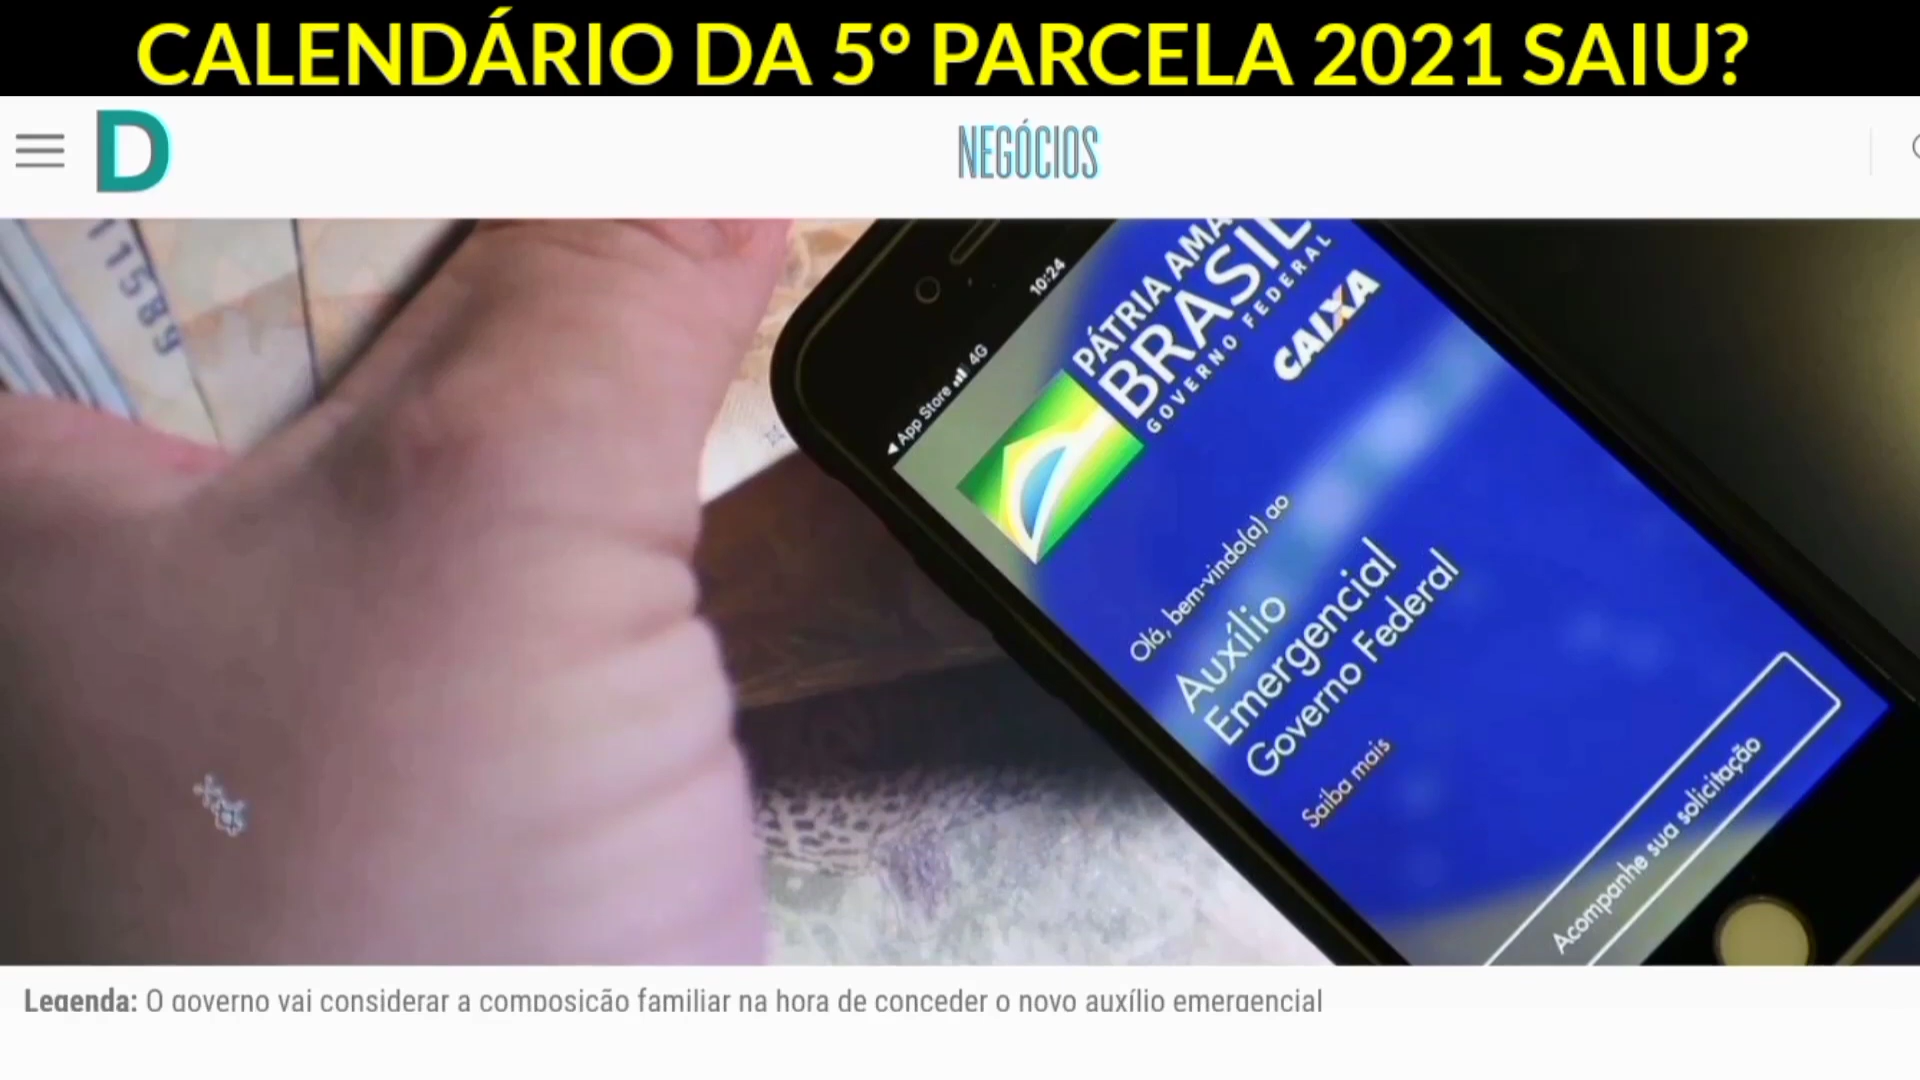 CALENDÁRIO DA 5° PARCELA 2021 SAIU?
D
NEGÓCIOS
11589
10:24
App Store 4G
PÁTRIA AMA
BRASIL
GOVERNO FEDERAL
CAIXA
Olá, bem-vindo(a) ao
Auxílio
Emergencial
Governo Federal
Saiba mais
Acompanhe sua solicitação
Legenda: O governo vai considerar a composição familiar na hora de conceder o novo auxílio emergencial